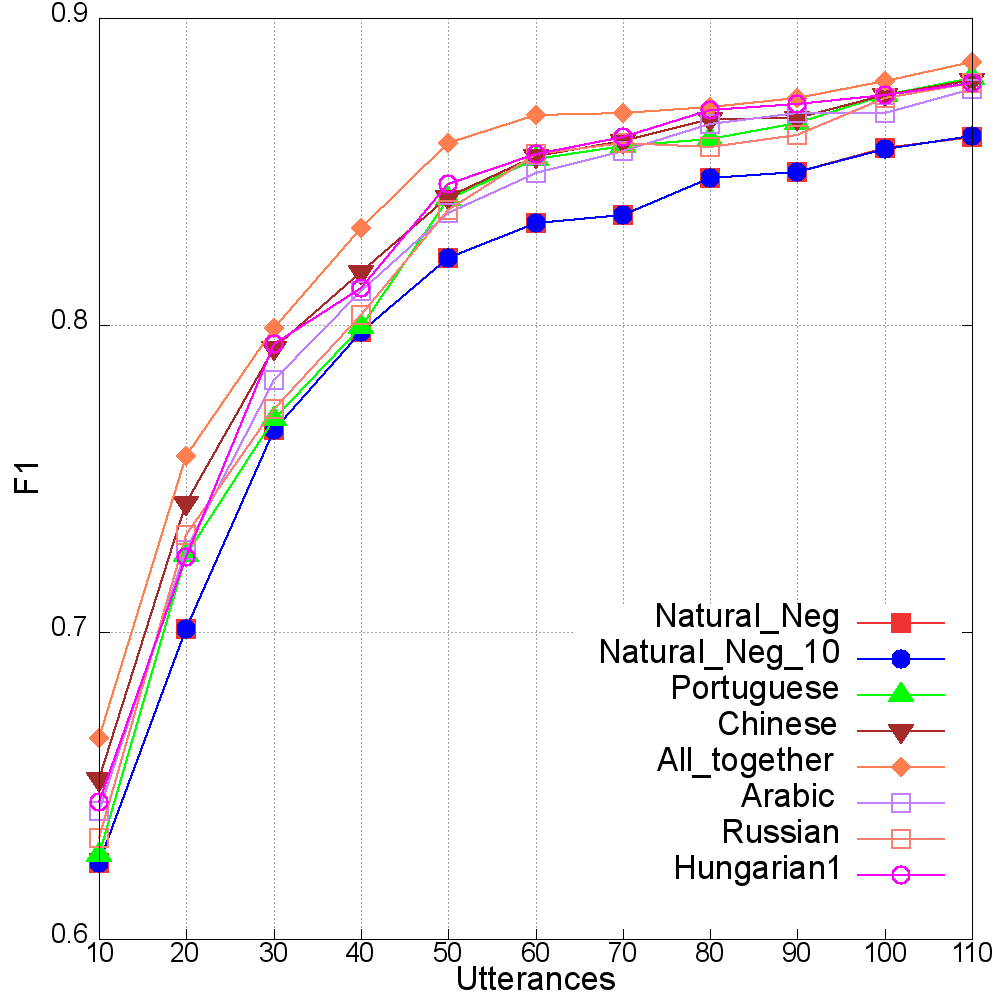 0.9
0.8
0.7
0.6
F1
10 20 30 40 50 60 70 80 90 100 110
Utterances
Natural_Neg
Natural_Neg_10
Portuguese
Chinese
All_together
Arabic
Russian
Hungarian1